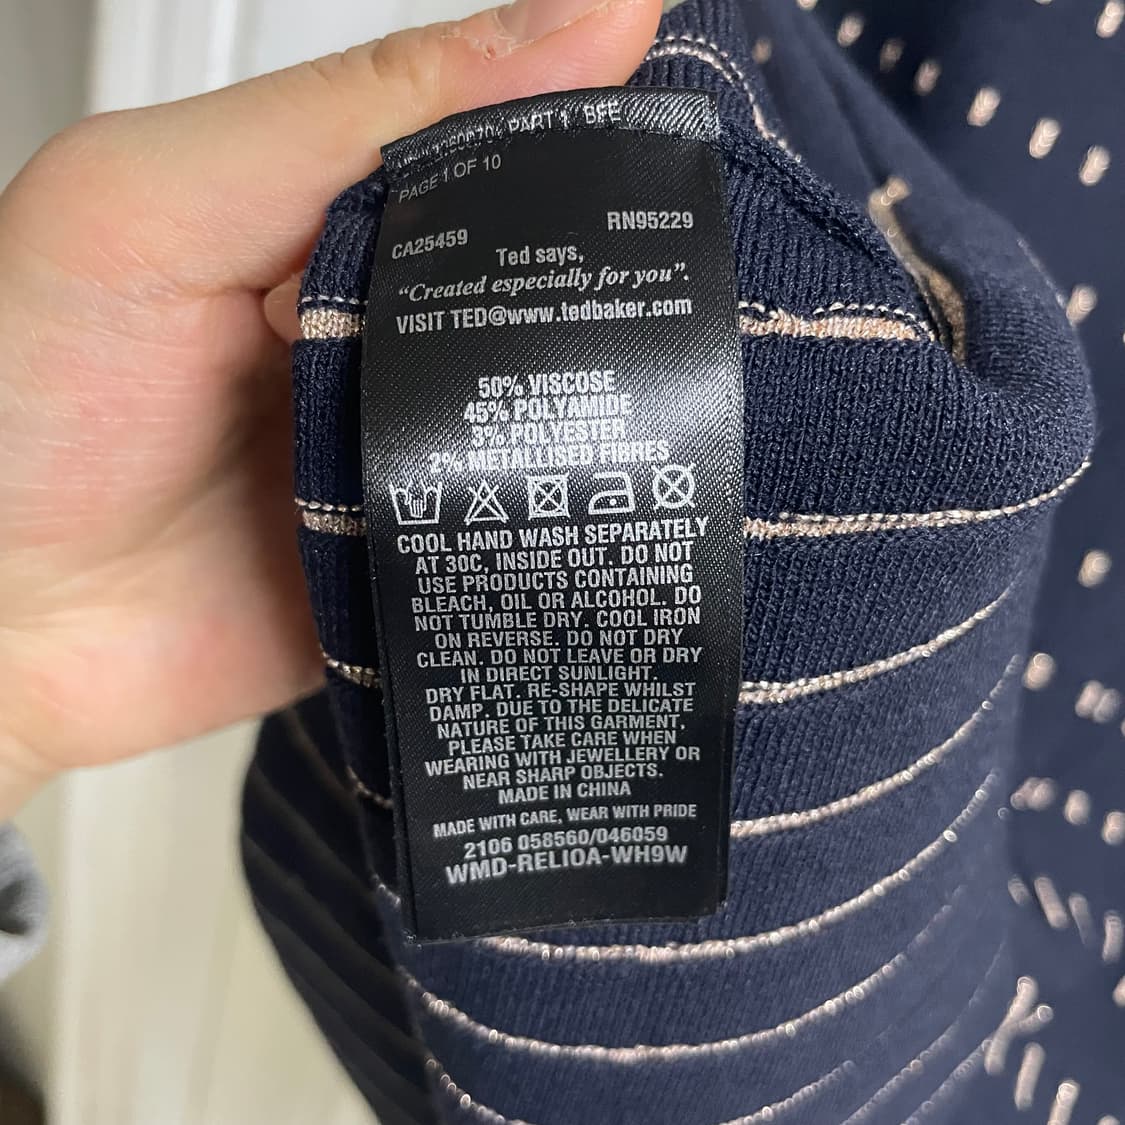 PART 1 BFE
PAGE 1 OF 10
CA25459 RN95229
Ted says,
“Created especially for you”.
VISIT TED@www.tedbaker.com
50% VISCOSE
45% POLYAMIDE
3% POLYESTER
2% METALLISED FIBRES
COOL HAND WASH SEPARATELY
AT 30C, INSIDE OUT. DO NOT
USE PRODUCTS CONTAINING
BLEACH, OIL OR ALCOHOL. DO
NOT TUMBLE DRY. COOL IRON
ON REVERSE. DO NOT DRY
CLEAN. DO NOT LEAVE OR DRY
IN DIRECT SUNLIGHT.
DRY FLAT. RE-SHAPE WHILST
DAMP. DUE TO THE DELICATE
NATURE OF THIS GARMENT,
PLEASE TAKE CARE WHEN
WEARING WITH JEWELLERY OR
NEAR SHARP OBJECTS.
MADE IN CHINA
MADE WITH CARE, WEAR WITH PRIDE
2106 058560/046059
WMD-RELIOA-WH9W